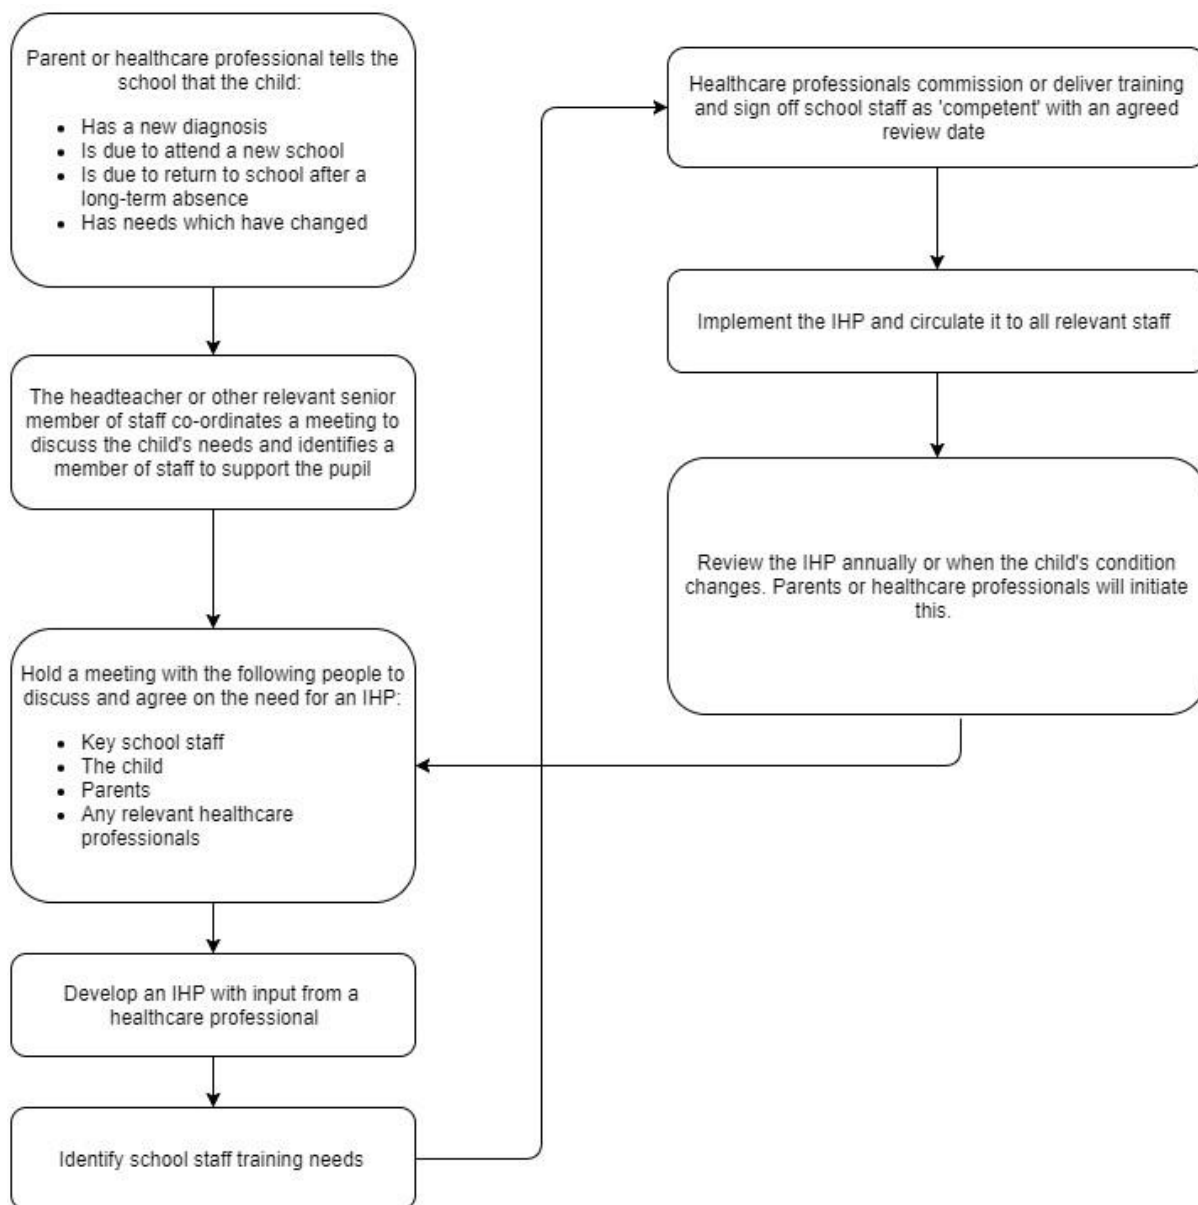 Parent or healthcare professional tells the
school that the child:
• Has a new diagnosis
• Is due to attend a new school
• Is due to return to school after a
long-term absence
• Has needs which have changed
The headteacher or other relevant senior
member of staff co-ordinates a meeting to
discuss the child's needs and identifies a
member of staff to support the pupil
Hold a meeting with the following people to
discuss and agree on the need for an IHP:
• Key school staff
• The child
• Parents
• Any relevant healthcare
professionals
Develop an IHP with input from a
healthcare professional
Identify school staff training needs
Healthcare professionals commission or deliver training
and sign off school staff as 'competent' with an agreed
review date
Implement the IHP and circulate it to all relevant staff
Review the IHP annually or when the child's condition
changes. Parents or healthcare professionals will initiate
this.